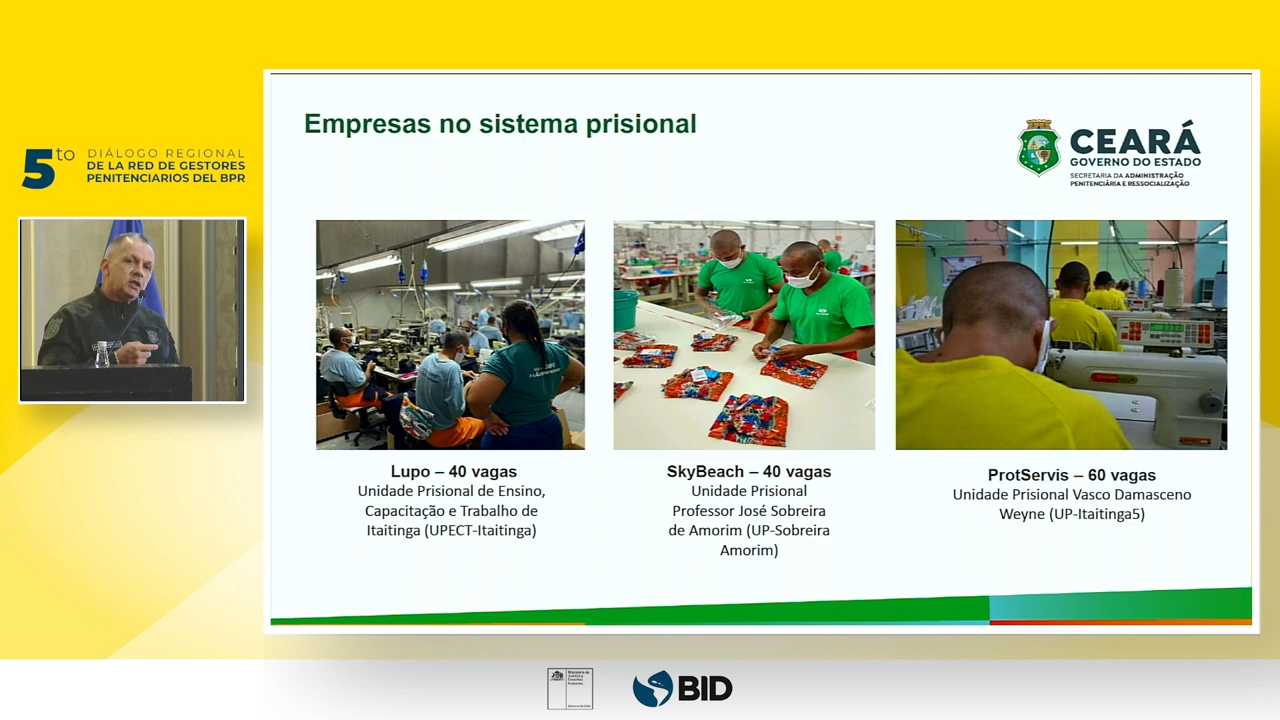 5to
DIÁLOGO REGIONAL
DE LA RED DE GESTORES
PENITENCIARIOS DEL BPR
Empresas no sistema prisional
CEARÁ
GOVERNO DO ESTADO
SECRETARIA DA ADMINISTRAÇÃO
PENITENCIÁRIA E RESSOCIALIZAÇÃO
Lupo – 40 vagas
Unidade Prisional de Ensino,
Capacitação e Trabalho de
Itaitinga (UPECT-Itaitinga)
SkyBeach – 40 vagas
Unidade Prisional
Professor José Sobreira
de Amorim (UP-Sobreira
Amorim)
ProtServis – 60 vagas
Unidade Prisional Vasco Damasceno
Weyne (UP-Itaitinga5)
BID